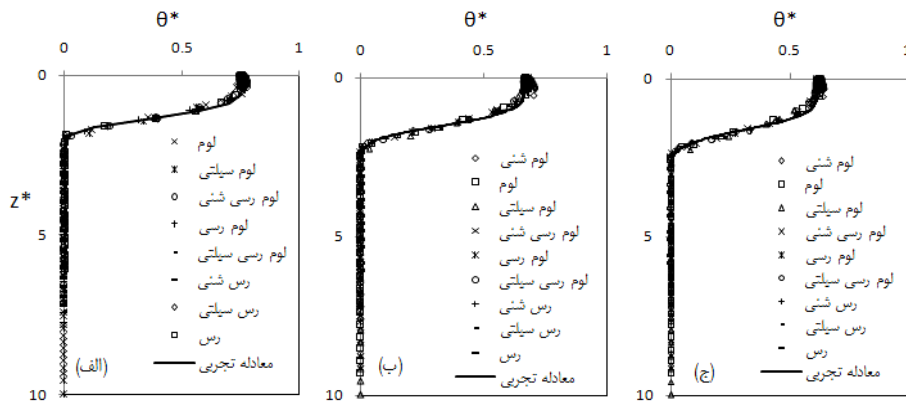 θ*
0 0.5 1
0
5
10
z*
لوم
لوم سیلتی
لوم رسی شنی
لوم رسی
لوم رسی سیلتی
رس شنی
رس سیلتی
رس
معادله تجربی
(الف)
θ*
0 0.5 1
0
5
10
لوم شنی
لوم
لوم سیلتی
لوم رسی شنی
لوم رسی
لوم رسی سیلتی
رس شنی
رس سیلتی
رس
معادله تجربی
(ب)
θ*
0 0.5 1
0
5
10
لوم شنی
لوم
لوم سیلتی
لوم رسی شنی
لوم رسی
لوم رسی سیلتی
رس شنی
رس سیلتی
رس
معادله تجربی
(ج)